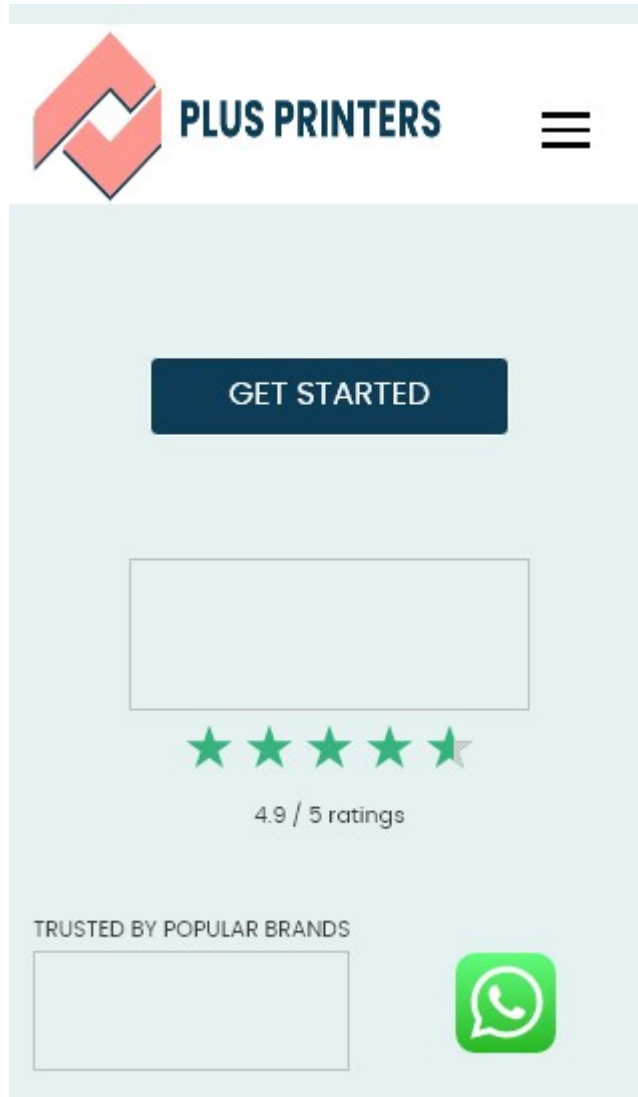 PLUS PRINTERS
GET STARTED
4.9 / 5 ratings
TRUSTED BY POPULAR BRANDS